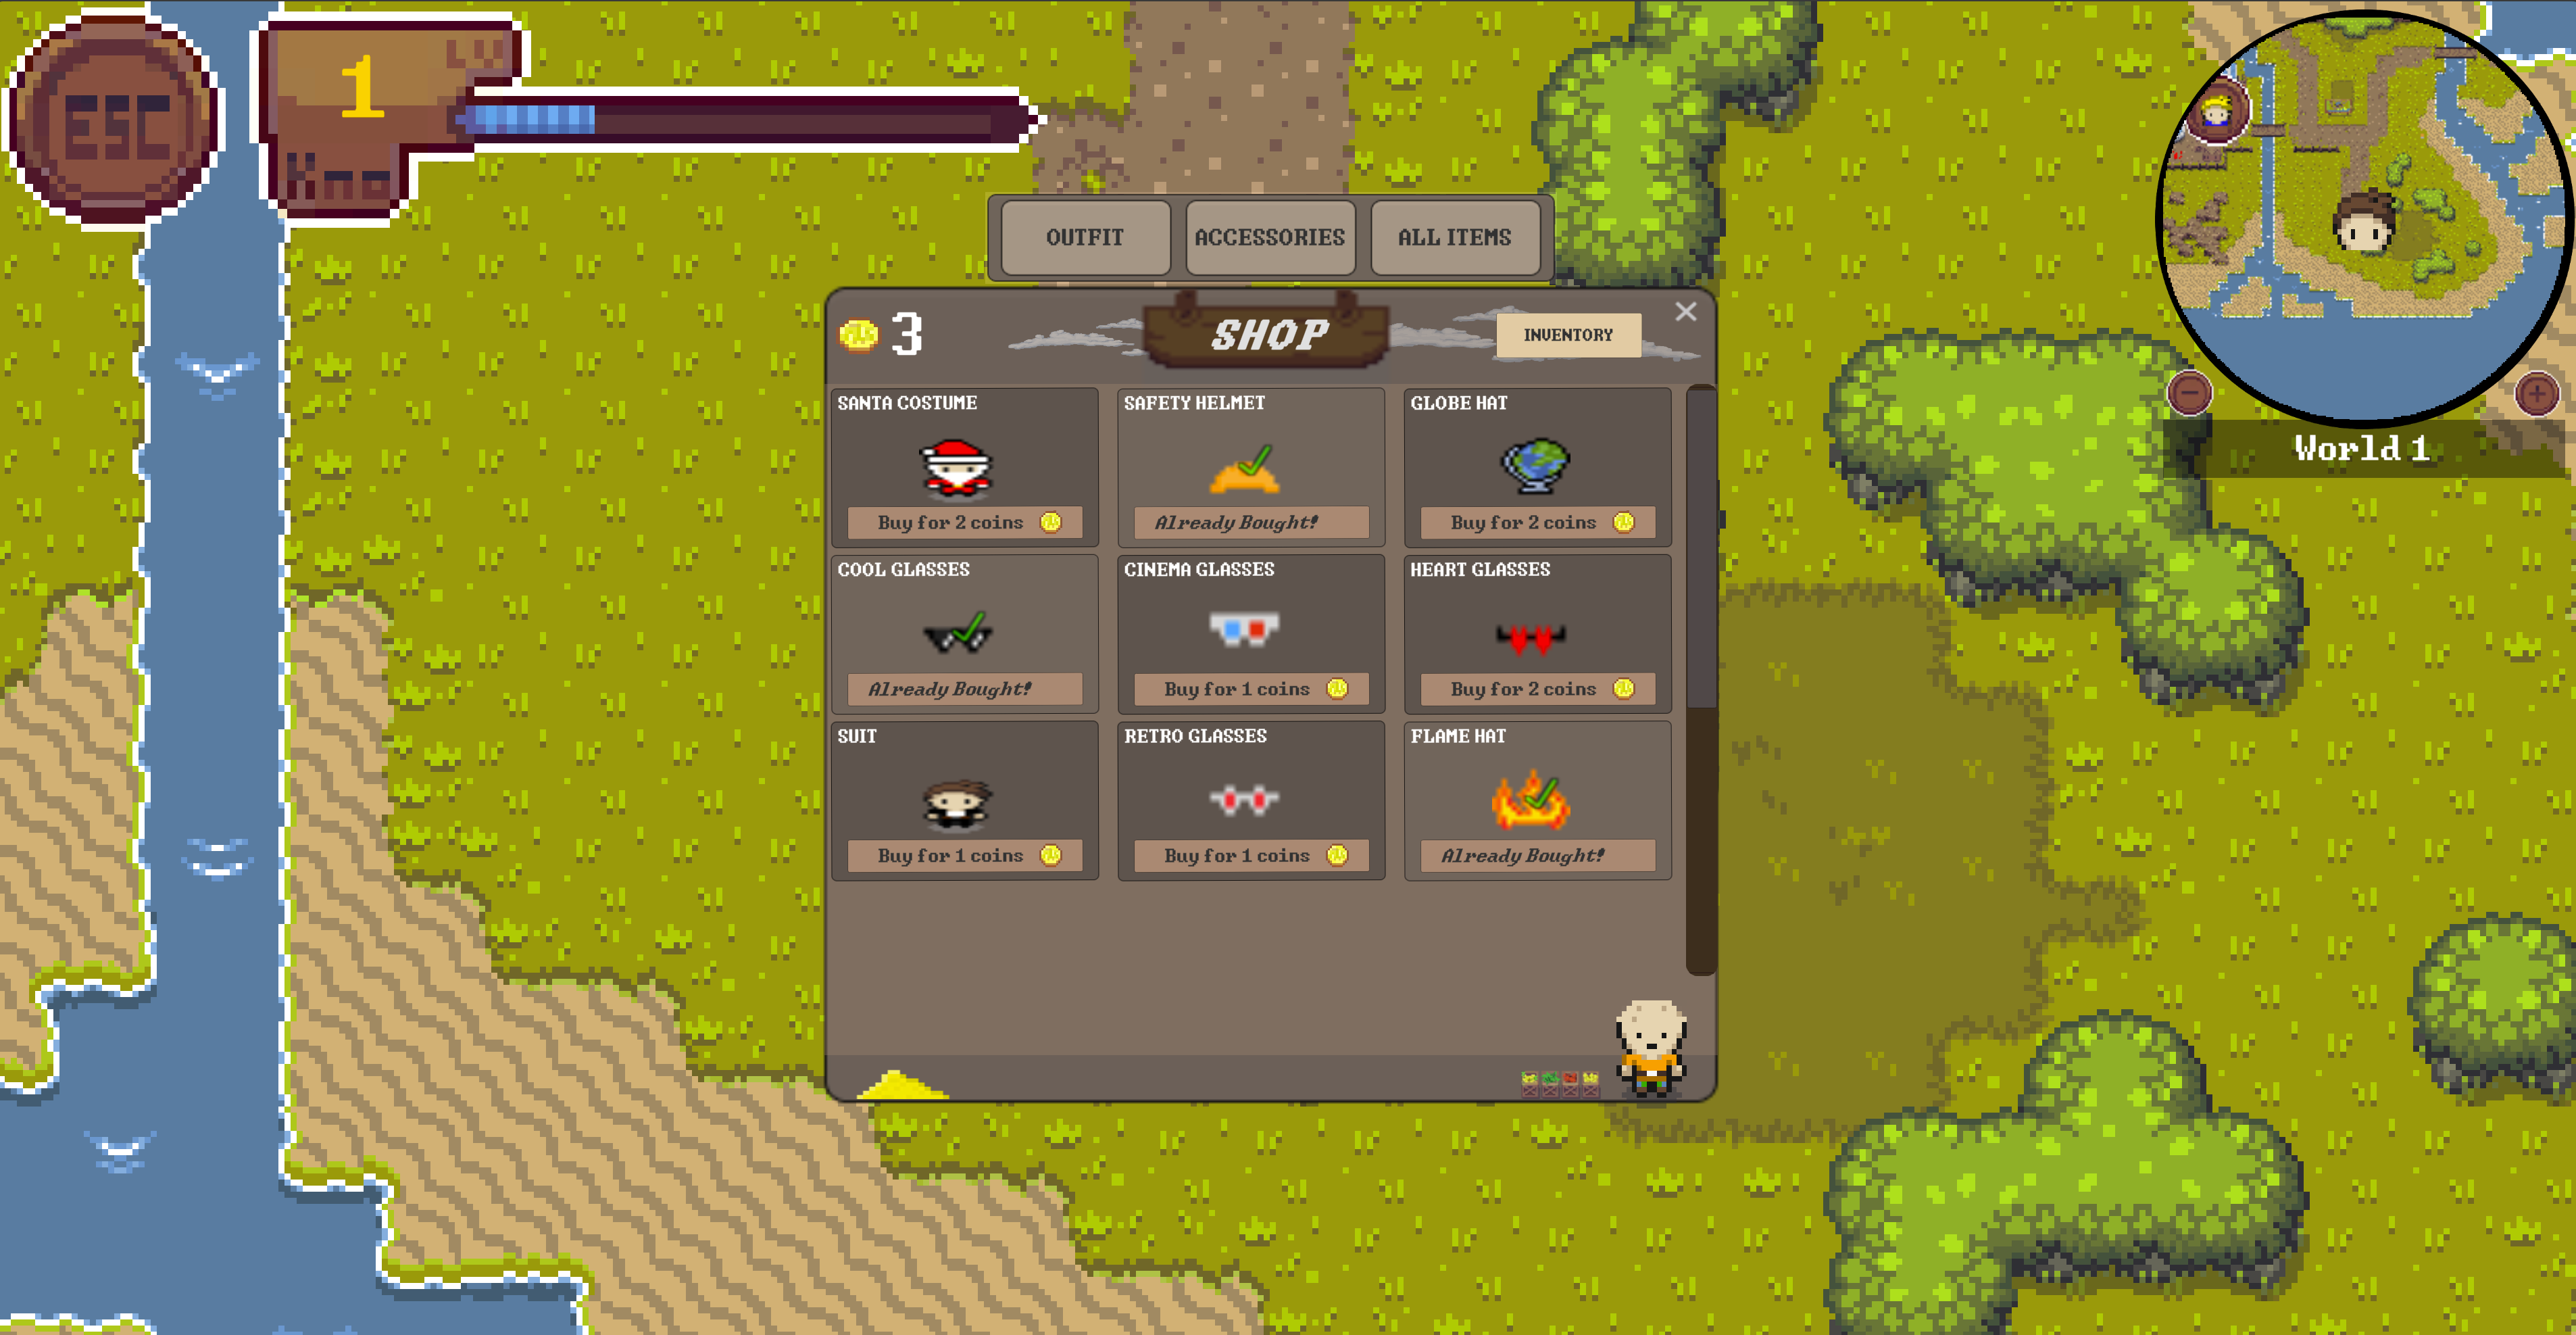 ESC
1
LV
OUTFIT
ACCESSORIES
ALL ITEMS
3
SHOP
INVENTORY
World 1
SANTA COSTUME
SAFETY HELMET
GLOBE HAT
Buy for 2 coins
Already Bought!
Buy for 2 coins
COOL GLASSES
CINEMA GLASSES
HEART GLASSES
Already Bought!
Buy for 1 coins
Buy for 2 coins
SUIT
RETRO GLASSES
FLAME HAT
Buy for 1 coins
Buy for 1 coins
Already Bought!